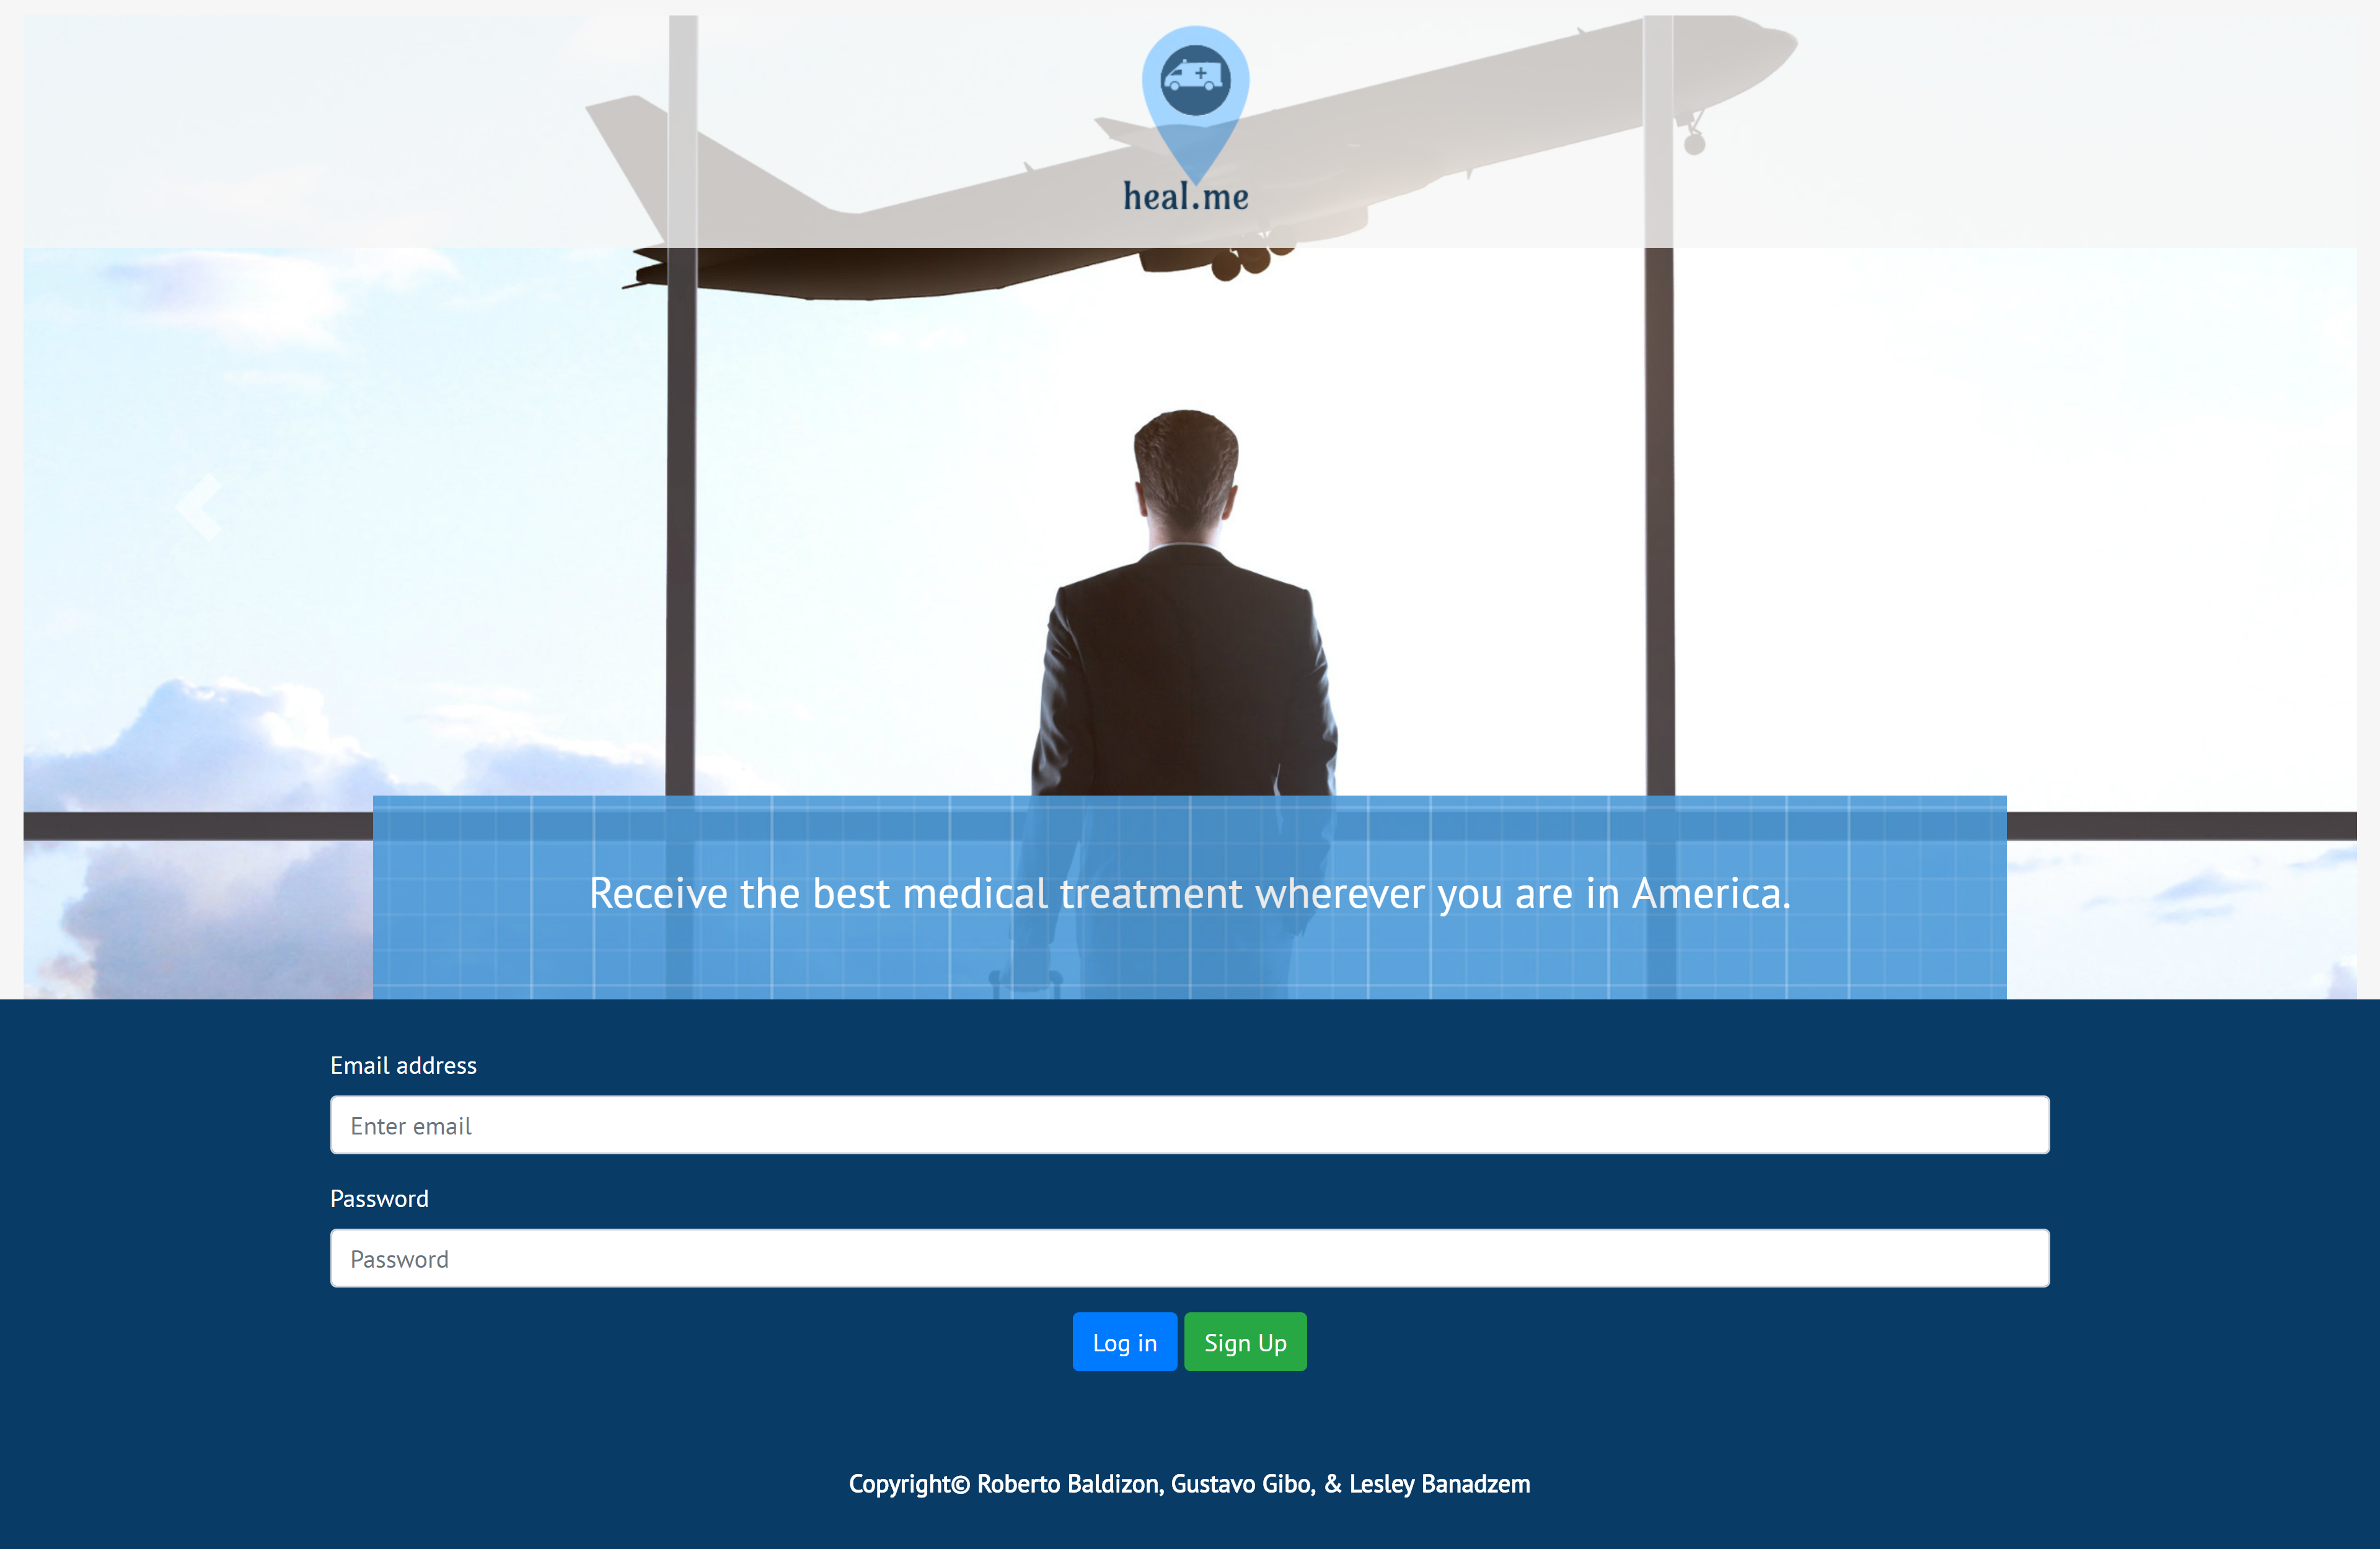 heal.me
Receive the best medical treatment wherever you are in America.
Email address
Enter email
Password
Password
Log in
Sign Up
Copyright© Roberto Baldizon, Gustavo Gibo, & Lesley Banadzem